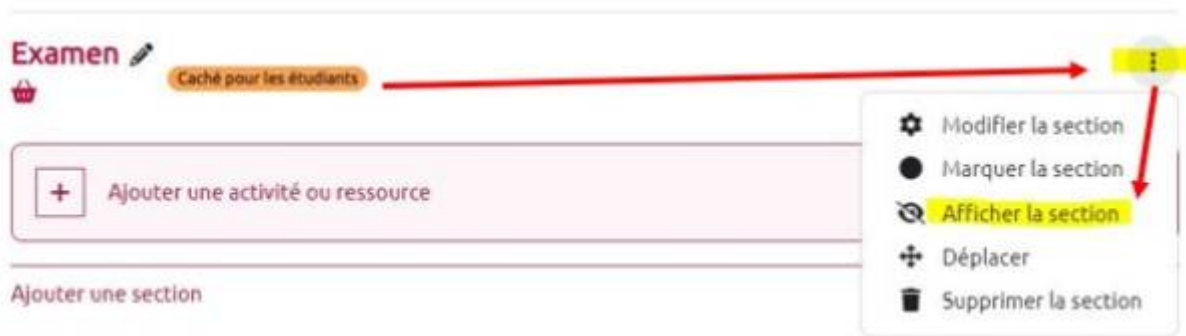 Examen
Caché pour les étudiants
Modifier la section
Marquer la section
Ajouter une activité ou ressource
Afficher la section
Déplacer
Ajouter une section
Supprimer la section